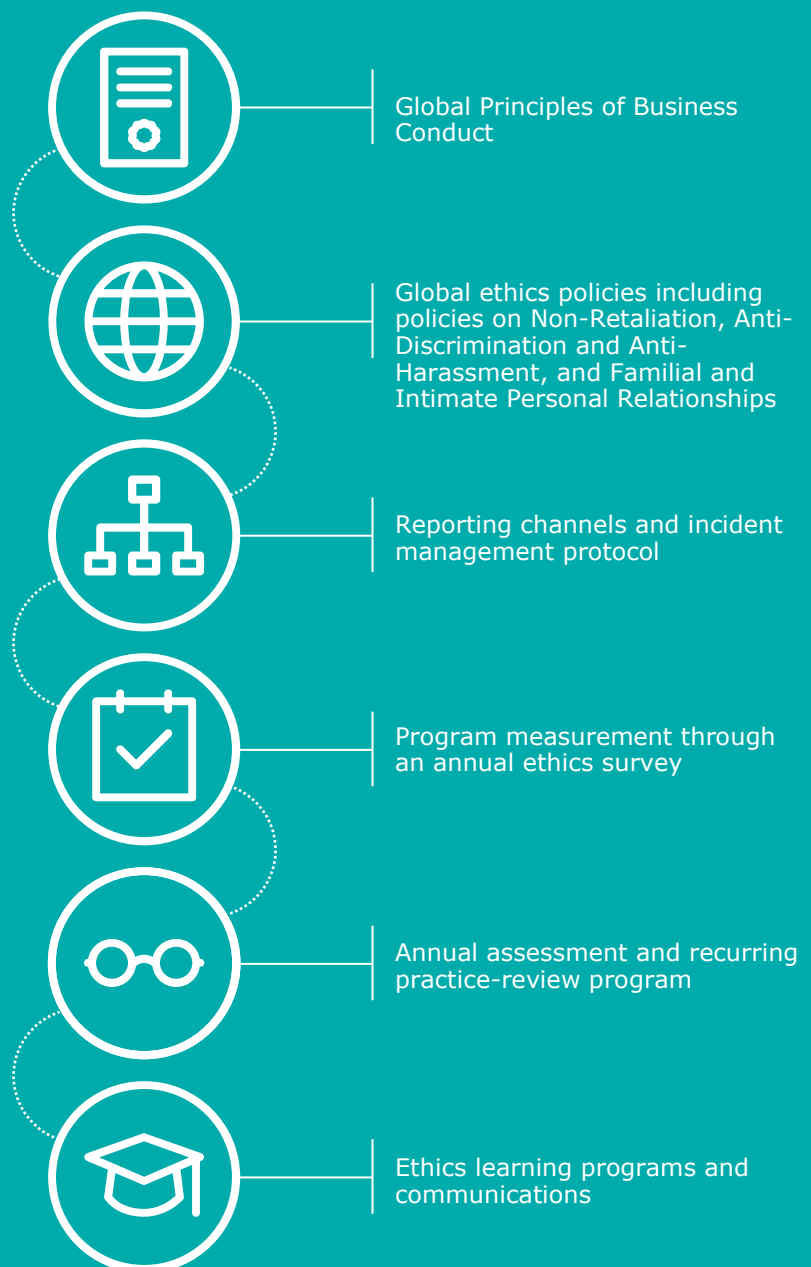 Global Principles of Business
Conduct
Global ethics policies including
policies on Non-Retaliation, Anti-
Discrimination and Anti-
Harassment, and Familial and
Intimate Personal Relationships
Reporting channels and incident
management protocol
Program measurement through
an annual ethics survey
Annual assessment and recurring
practice-review program
Ethics learning programs and
communications